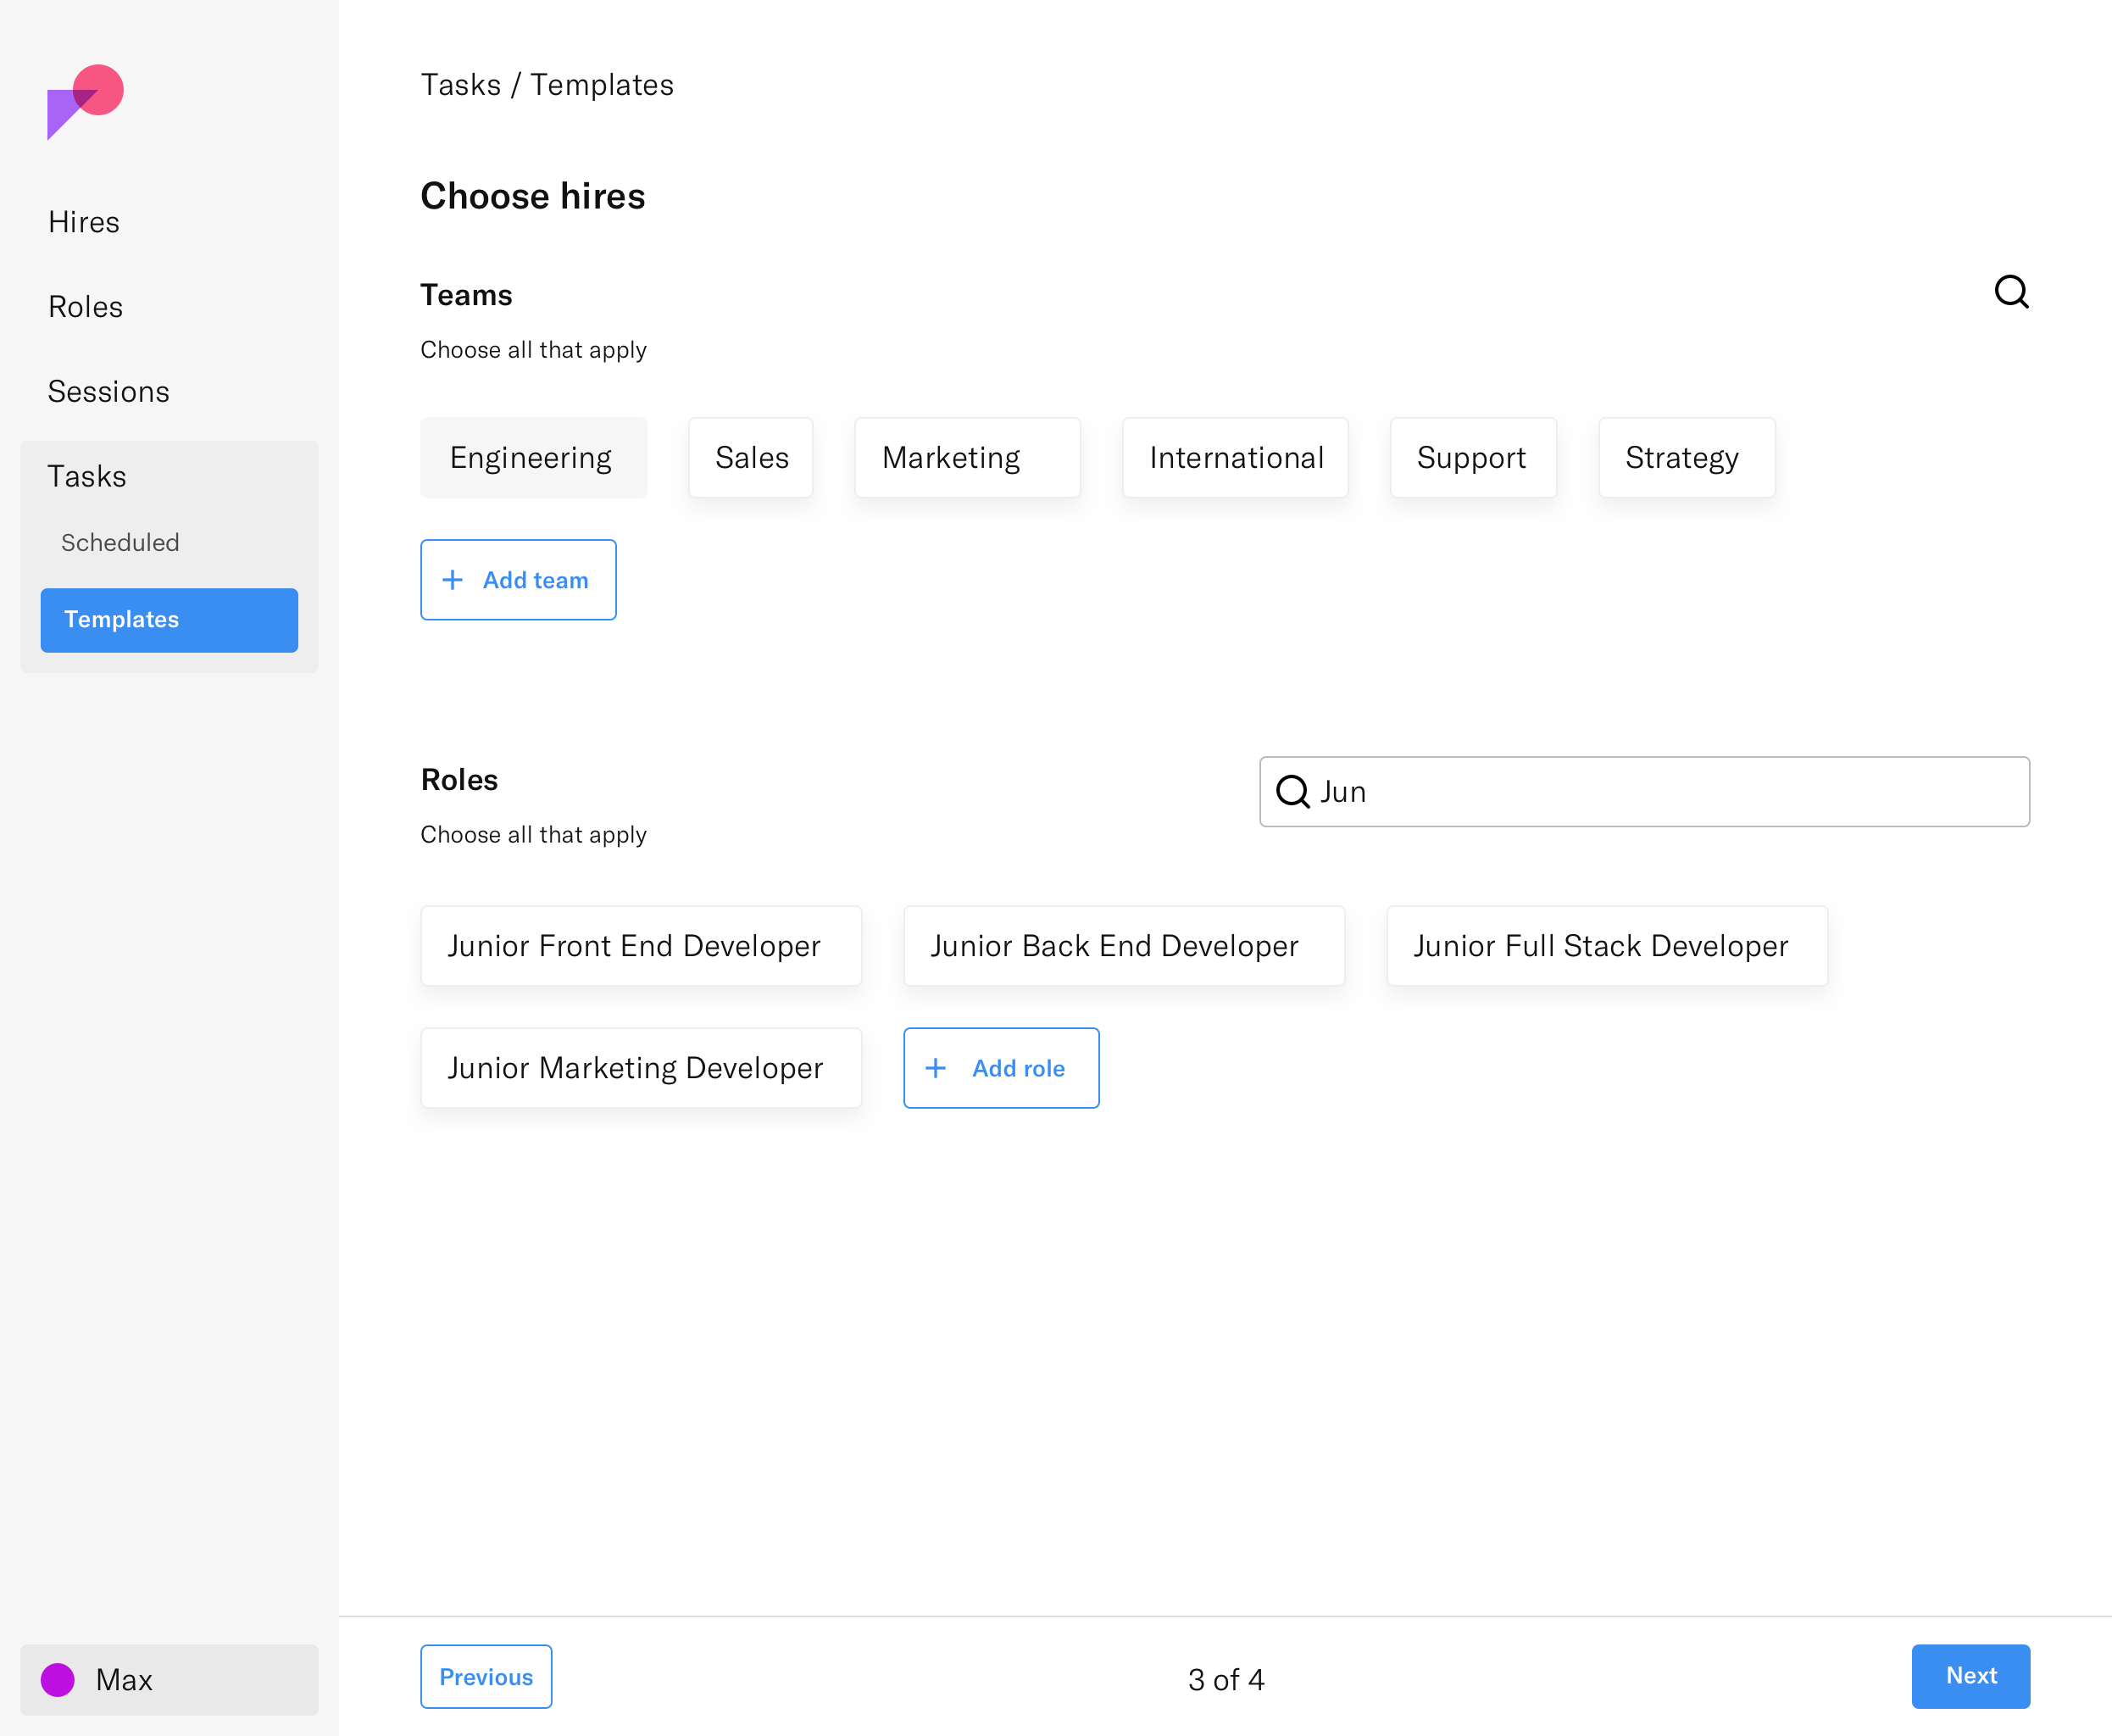 Hires
Roles
Sessions
Tasks
Scheduled
Templates
Max
Tasks / Templates
Choose hires
Teams
Choose all that apply
Engineering Sales Marketing International Support Strategy
Add team
Roles
Jun
Choose all that apply
Junior Front End Developer Junior Back End Developer Junior Full Stack Developer
Junior Marketing Developer Add role
Previous 3 of 4 Next